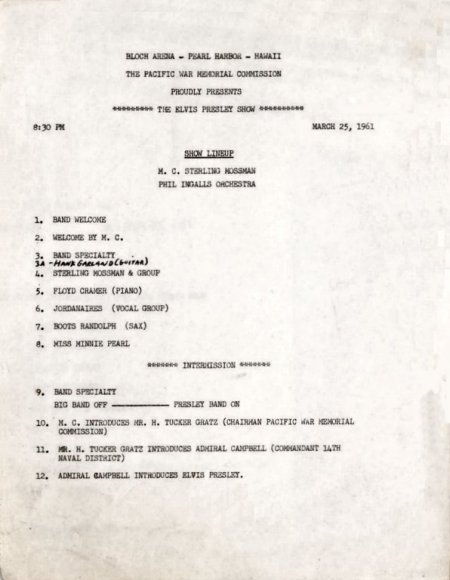 BLOCH ARENA - PEARL HARBOR - HAWAII
THE PACIFIC WAR MEMORIAL COMMISSION
PROUDLY PRESENTS
********* THE ELVIS PRESLEY SHOW **********
8:30 PM MARCH 25, 1961
SHOW LINEUP
M. C. STERLING MOSSMAN
PHIL INGALLS ORCHESTRA
1. BAND WELCOME
2. WELCOME BY M. C.
3. BAND SPECIALTY
3A - HANK GARLAND (GUITAR)
4. STERLING MOSSMAN & GROUP
5. FLOYD CRAMER (PIANO)
6. JORDANAIRES (VOCAL GROUP)
7. BOOTS RANDOLPH (SAX)
8. MISS MINNIE PEARL
******* INTERMISSION *******
9. BAND SPECIALTY
BIG BAND OFF ------------ PRESLEY BAND ON
10. M. C. INTRODUCES MR. H. TUCKER GRATZ (CHAIRMAN PACIFIC WAR MEMORIAL
COMMISSION)
11. MR. H. TUCKER GRATZ INTRODUCES ADMIRAL CAMPBELL (COMMANDANT 14TH
NAVAL DISTRICT)
12. ADMIRAL CAMPBELL INTRODUCES ELVIS PRESLEY.